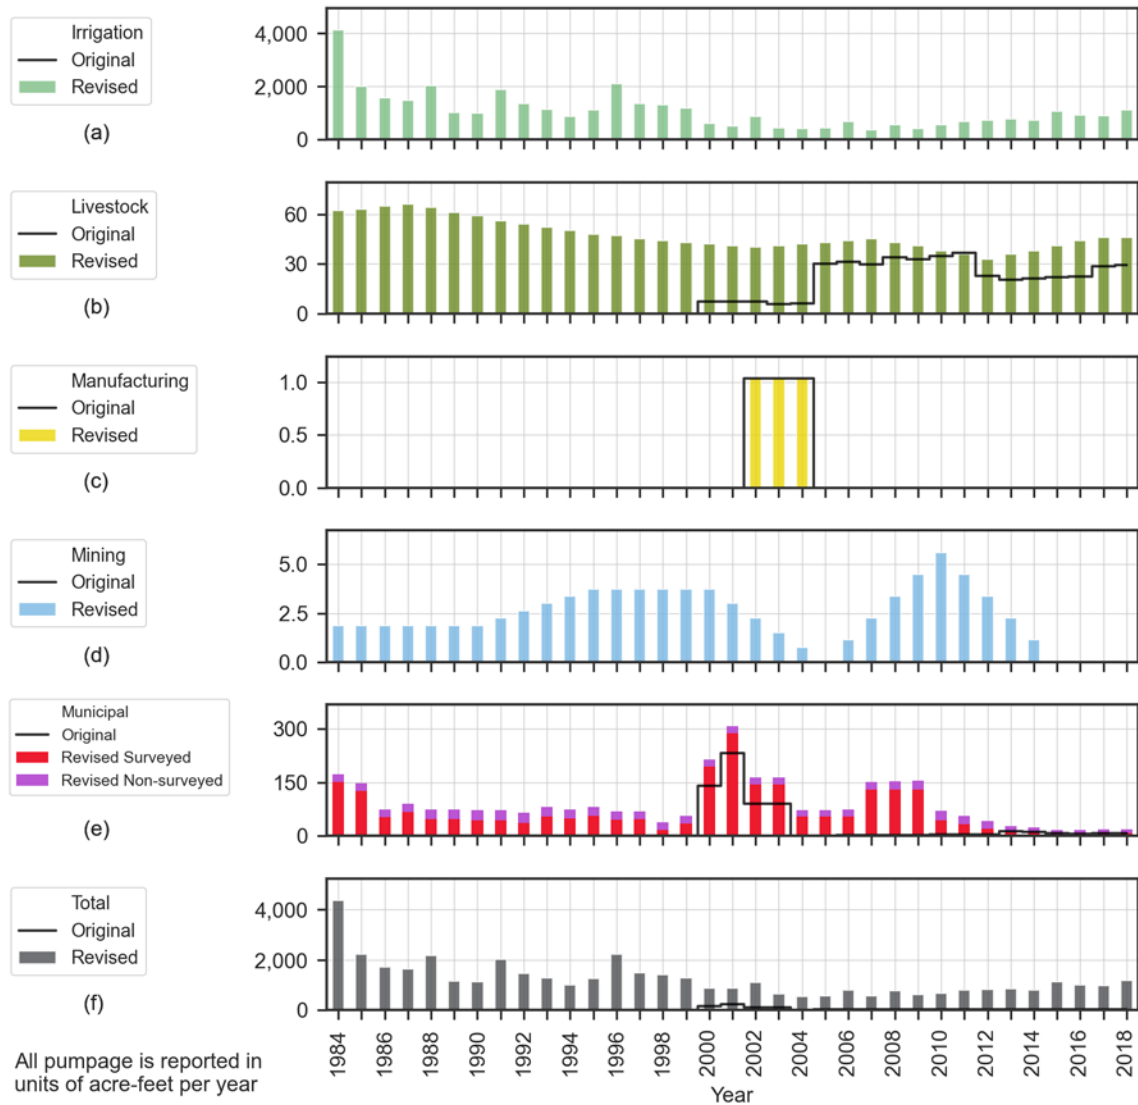 Irrigation
Original
Revised
(a)
4,000
2,000
0
Livestock
Original
Revised
(b)
60
30
0
Manufacturing
Original
Revised
(c)
1.0
0.5
0.0
Mining
Original
Revised
(d)
5.0
2.5
0.0
Municipal
Original
Revised Surveyed
Revised Non-surveyed
(e)
300
150
0
Total
Original
Revised
(f)
4,000
2,000
0
1984 1986 1988 1990 1992 1994 1996 1998 2000 2002 2004 2006 2008 2010 2012 2014 2016 2018
Year
All pumpage is reported in
units of acre-feet per year